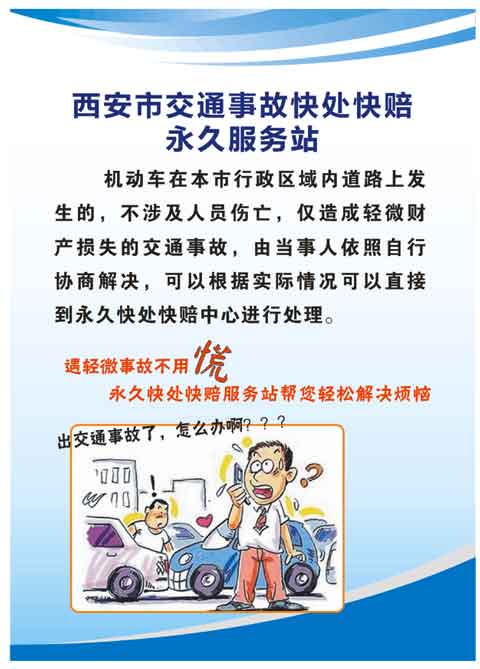 西安市交通事故快处快赔
永久服务站
机动车在本市行政区域内道路上发
生的，不涉及人员伤亡，仅造成轻微财
产损失的交通事故，由当事人依照自行
协商解决，可以根据实际情况可以直接
到永久快处快赔中心进行处理。
遇轻微事故不用慌
永久快处快赔服务站帮您轻松解决烦恼
出交通事故了，怎么办啊？？？
！
？